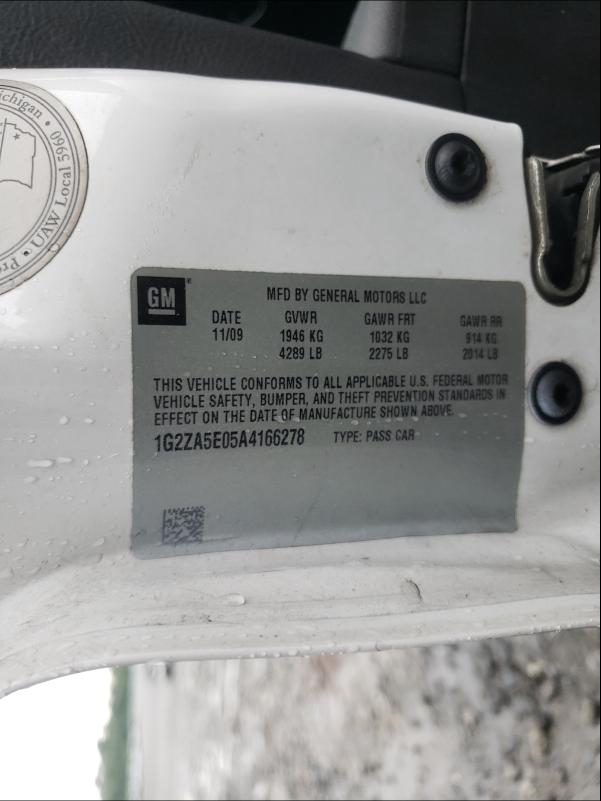 ichigan •
• UAW Local 5960
Pro
GM
MFD BY GENERAL MOTORS LLC
DATE GVWR GAWR FRT GAWR RR
11/09 1946 KG 1032 KG 914 KG
4289 LB 2275 LB 2014 LB
THIS VEHICLE CONFORMS TO ALL APPLICABLE U.S. FEDERAL MOTOR
VEHICLE SAFETY, BUMPER, AND THEFT PREVENTION STANDARDS IN
EFFECT ON THE DATE OF MANUFACTURE SHOWN ABOVE.
1G2ZA5E05A4166278 TYPE: PASS CAR